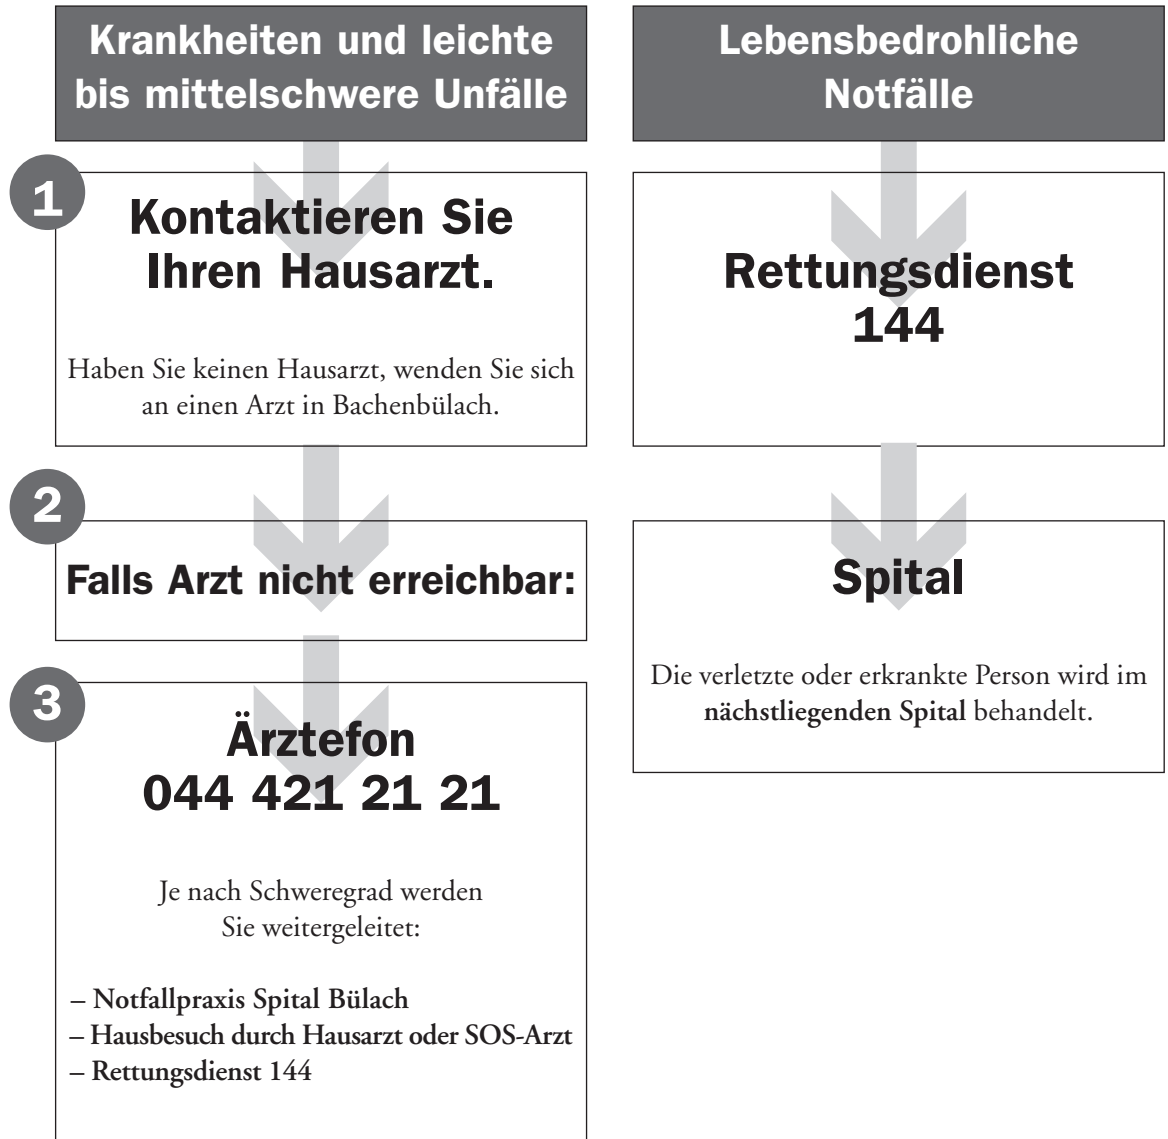 Krankheiten und leichte
bis mittelschwere Unfälle
1
Kontaktieren Sie
Ihren Hausarzt.
Haben Sie keinen Hausarzt, wenden Sie sich
an einen Arzt in Bachenbülach.
2
Falls Arzt nicht erreichbar:
3
Ärztefon
044 421 21 21
Je nach Schweregrad werden
Sie weitergeleitet:
– Notfallpraxis Spital Bülach
– Hausbesuch durch Hausarzt oder SOS-Arzt
– Rettungsdienst 144
Lebensbedrohliche
Notfälle
Rettungsdienst
144
Spital
Die verletzte oder erkrankte Person wird im
nächstliegenden Spital behandelt.